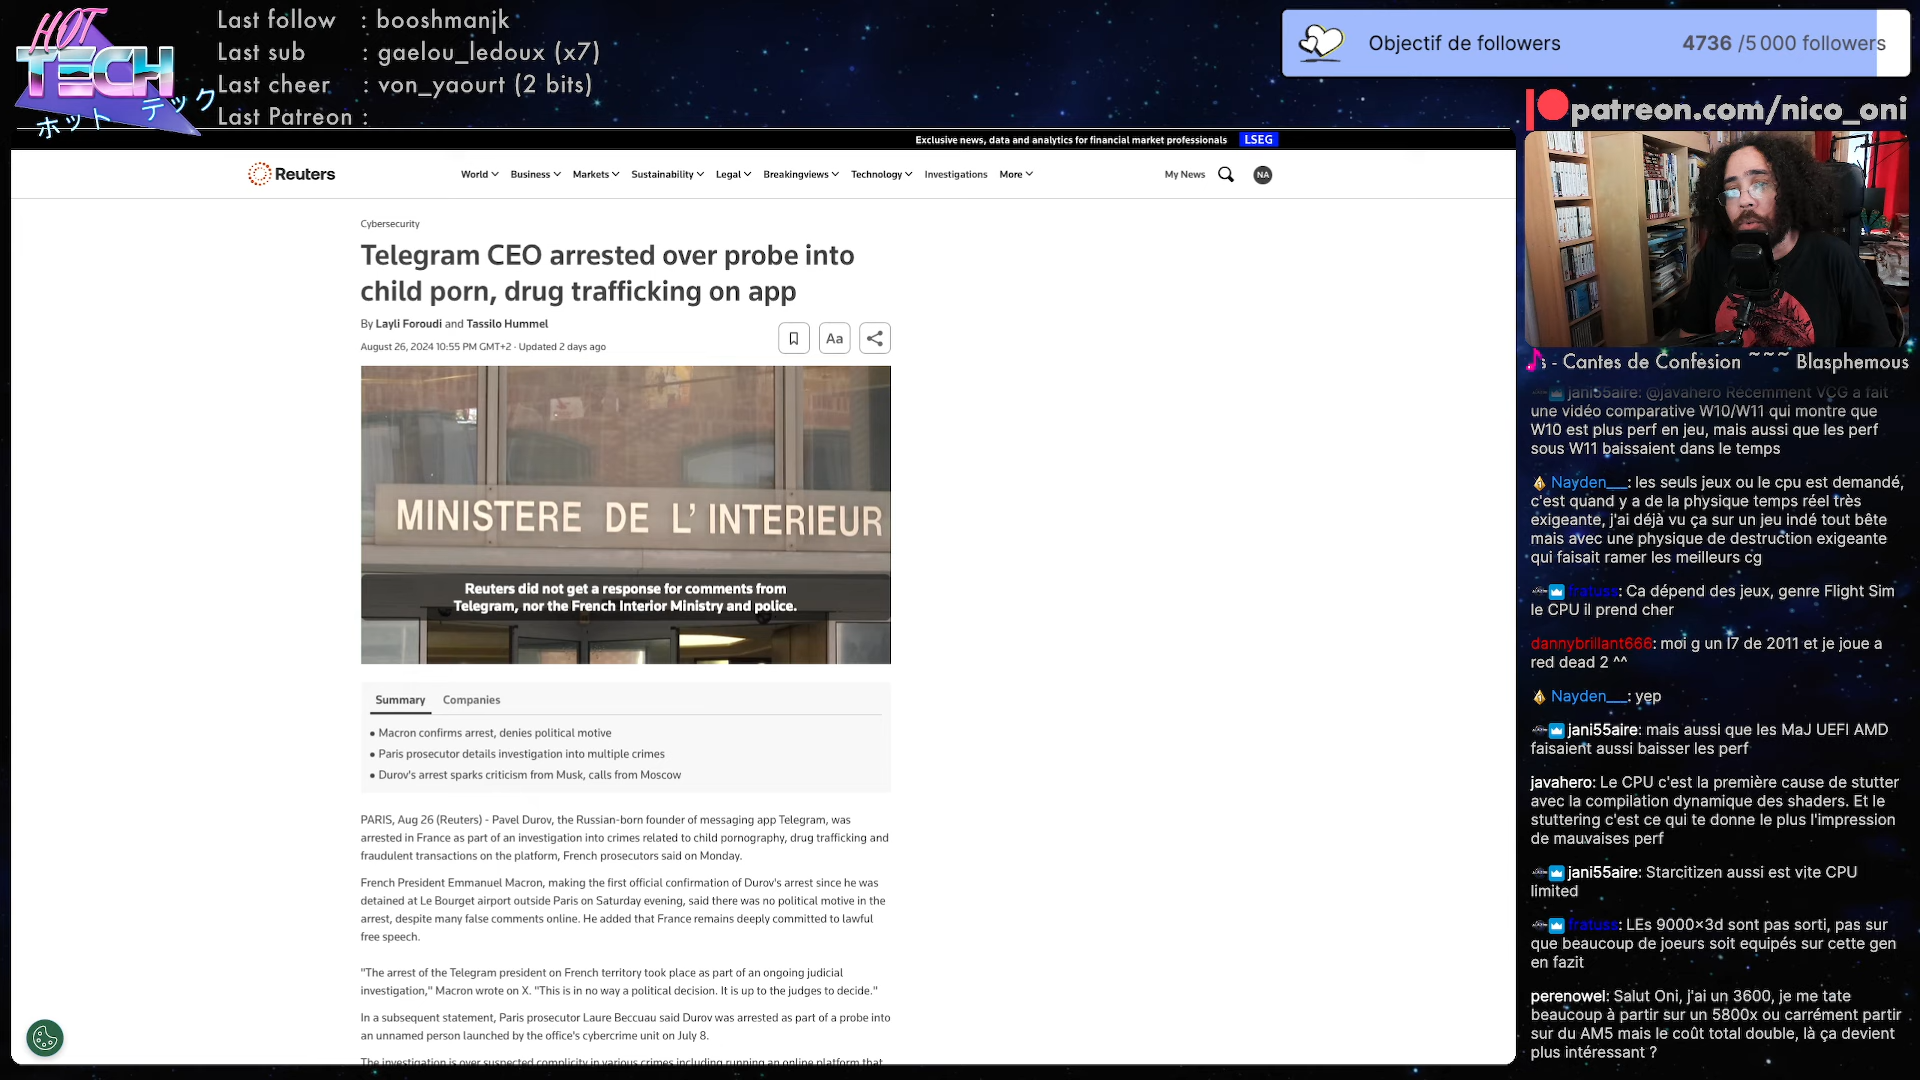 HOT
TECH
ホット テック
Last follow : booshmanjk
Last sub : gaelou_ledoux (x7)
Last cheer : von_yaourt (2 bits)
Last Patreon :
Objectif de followers 4736 /5 000 followers
patreon.com/nico_oni
Exclusive news, data and analytics for financial market professionals LSEG
Reuters World Business Markets Sustainability Legal Breakingviews Technology Investigations More My News NA
Cybersecurity
Telegram CEO arrested over probe into
child porn, drug trafficking on app
By Layli Foroudi and Tassilo Hummel
August 26, 2024 10:55 PM GMT+2 · Updated 2 days ago
Aa
MINISTERE DE L'INTERIEUR
Reuters did not get a response for comments from
Telegram, nor the French Interior Ministry and police.
Summary Companies
• Macron confirms arrest, denies political motive
• Paris prosecutor details investigation into multiple crimes
• Durov's arrest sparks criticism from Musk, calls from Moscow
PARIS, Aug 26 (Reuters) - Pavel Durov, the Russian-born founder of messaging app Telegram, was
arrested in France as part of an investigation into crimes related to child pornography, drug trafficking and
fraudulent transactions on the platform, French prosecutors said on Monday.
French President Emmanuel Macron, making the first official confirmation of Durov's arrest since he was
detained at Le Bourget airport outside Paris on Saturday evening, said there was no political motive in the
arrest, despite many false comments online. He added that France remains deeply committed to lawful
free speech.
"The arrest of the Telegram president on French territory took place as part of an ongoing judicial
investigation," Macron wrote on X. "This is in no way a political decision. It is up to the judges to decide."
In a subsequent statement, Paris prosecutor Laure Beccuau said Durov was arrested as part of a probe into
an unnamed person launched by the office's cybercrime unit on July 8.
The investigation is over suspected complicity in various crimes including running an online platform that
s - Cantes de Confesion ~~~ Blasphemous
jani55aire: @javahero Recemment VCG a fait
une vidéo comparative W10/W11 qui montre que
W10 est plus perf en jeu, mais aussi que les perf
sous W11 baissaient dans le temps
Nayden___: les seuls jeux ou le cpu est demandé,
c'est quand y a de la physique temps réel très
exigeante, j'ai déjà vu ça sur un jeu indé tout bête
mais avec une physique de destruction exigeante
qui faisait ramer les meilleurs cg
fratuss: Ca dépend des jeux, genre Flight Sim
le CPU il prend cher
dannybrillant666: moi g un I7 de 2011 et je joue a
red dead 2 ^^
Nayden___: yep
jani55aire: mais aussi que les MaJ UEFI AMD
faisaient aussi baisser les perf
javahero: Le CPU c'est la première cause de stutter
avec la compilation dynamique des shaders. Et le
stuttering c'est ce qui te donne le plus l'impression
de mauvaises perf
jani55aire: Starcitizen aussi est vite CPU
limited
fratuss: LEs 9000x3d sont pas sorti, pas sur
que beaucoup de joeurs soit equipés sur cette gen
en fazit
perenowel: Salut Oni, j'ai un 3600, je me tate
beaucoup à partir sur un 5800x ou carrément partir
sur du AM5 mais le coût total double, là ça devient
plus intéressant ?